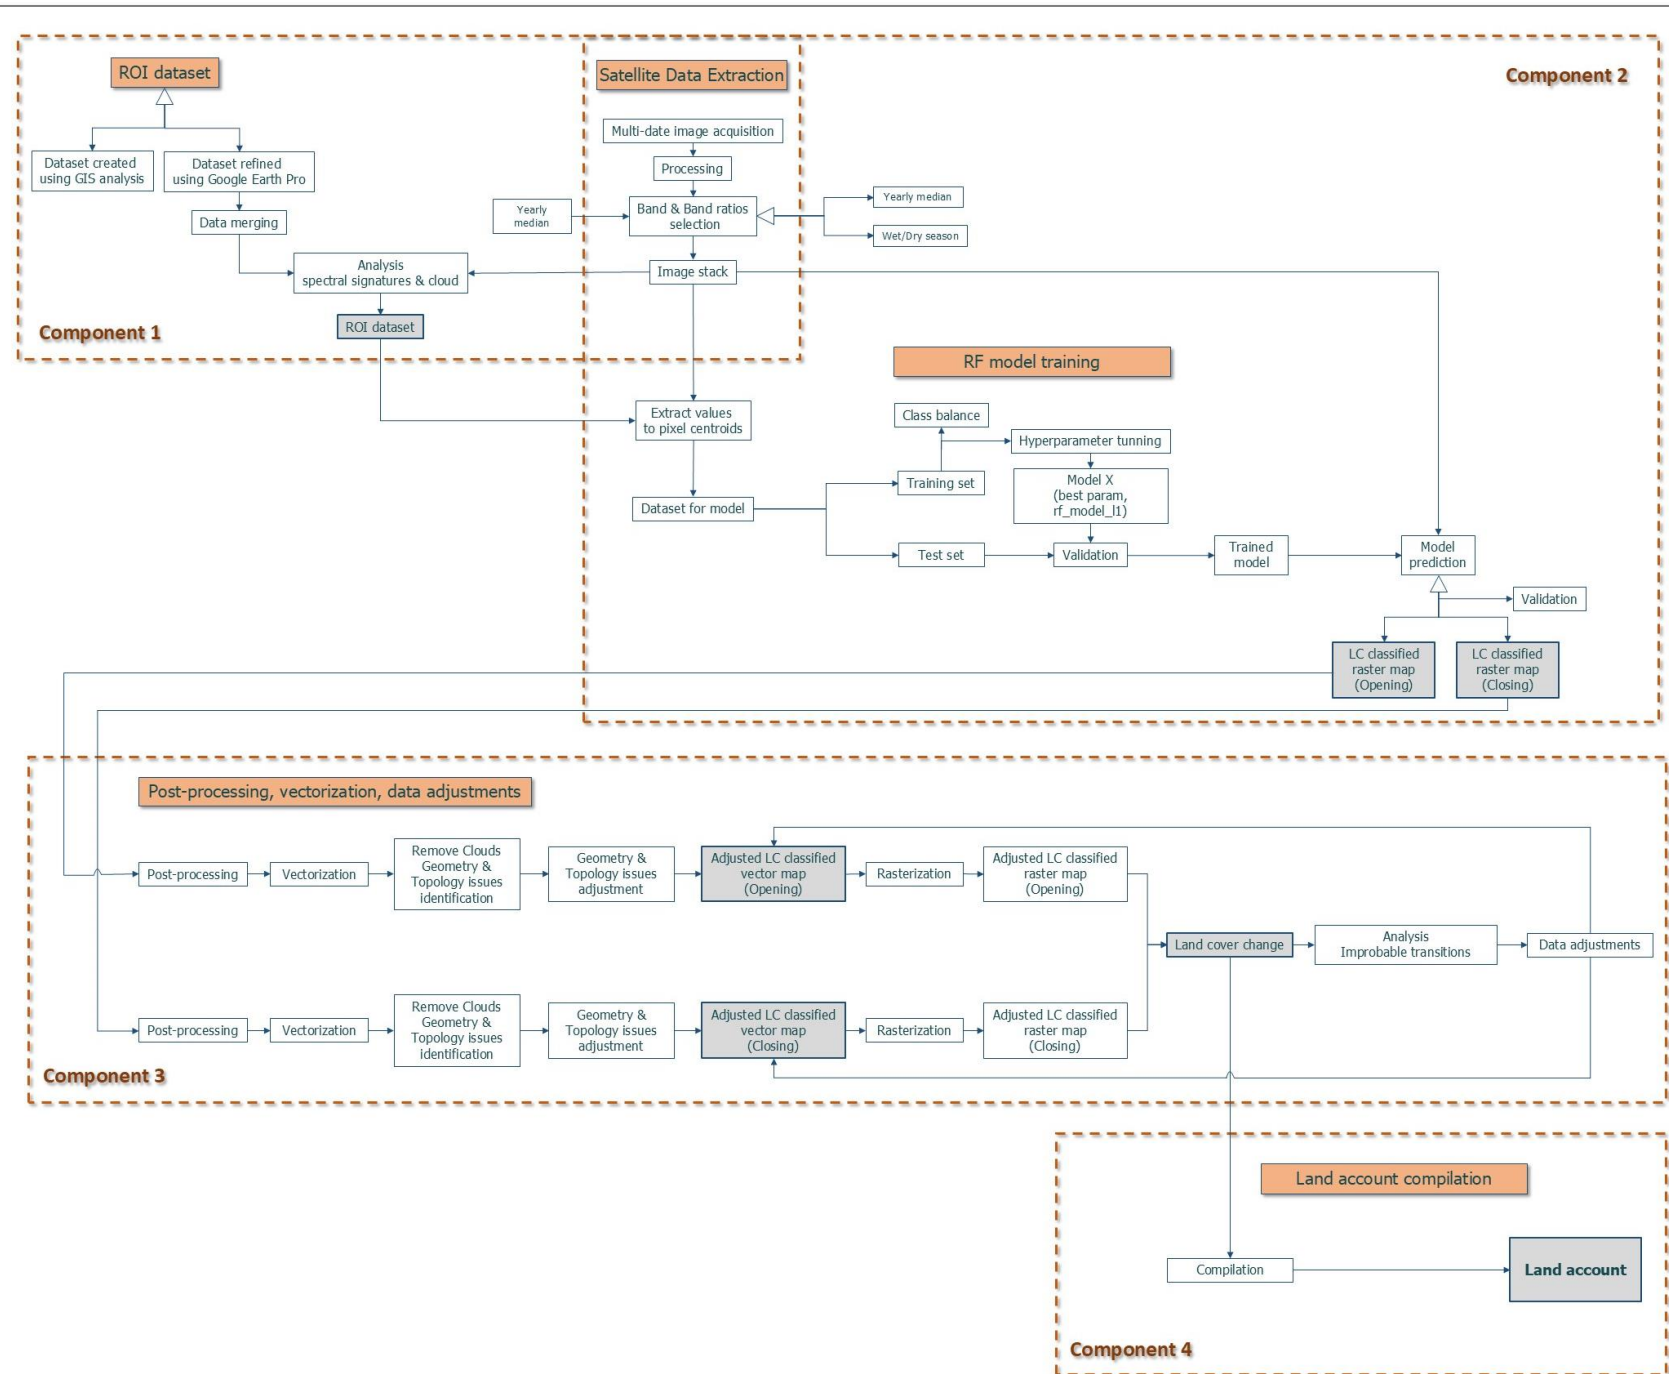 ROI dataset
Dataset created
using GIS analysis
Dataset refined
using Google Earth Pro
Data merging
Analysis
spectral signatures & cloud
ROI dataset
Component 1
Satellite Data Extraction
Component 2
Multi-date image acquisition
Processing
Yearly
median
Band & Band ratios
selection
Yearly median
Wet/Dry season
Image stack
RF model training
Extract values
to pixel centroids
Class balance
Hyperparameter tunning
Training set
Model X
(best param,
rf_model_l1)
Dataset for model
Test set
Validation
Trained
model
Model
prediction
Validation
LC classified
raster map
(Opening)
LC classified
raster map
(Closing)
Post-processing, vectorization, data adjustments
Post-processing
Vectorization
Remove Clouds
Geometry &
Topology issues
identification
Geometry &
Topology issues
adjustment
Adjusted LC classified
vector map
(Opening)
Rasterization
Adjusted LC classified
raster map
(Opening)
Land cover change
Analysis
Improbable transitions
Data adjustments
Post-processing
Vectorization
Remove Clouds
Geometry &
Topology issues
identification
Geometry &
Topology issues
adjustment
Adjusted LC classified
vector map
(Closing)
Rasterization
Adjusted LC classified
raster map
(Closing)
Component 3
Land account compilation
Compilation
Land account
Component 4